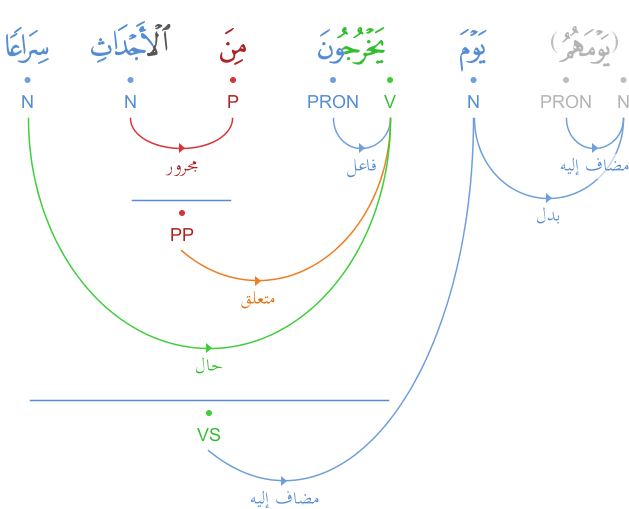 (يَوْمَهُمُ) يَوْمَ يَخْرُجُونَ مِنَ ٱلْأَجْدَاثِ سِرَاعًا
N PRON N V PRON P N N
مضاف إليه
فاعل
مجرور
بدل
PP
متعلق
حال
VS
مضاف إليه